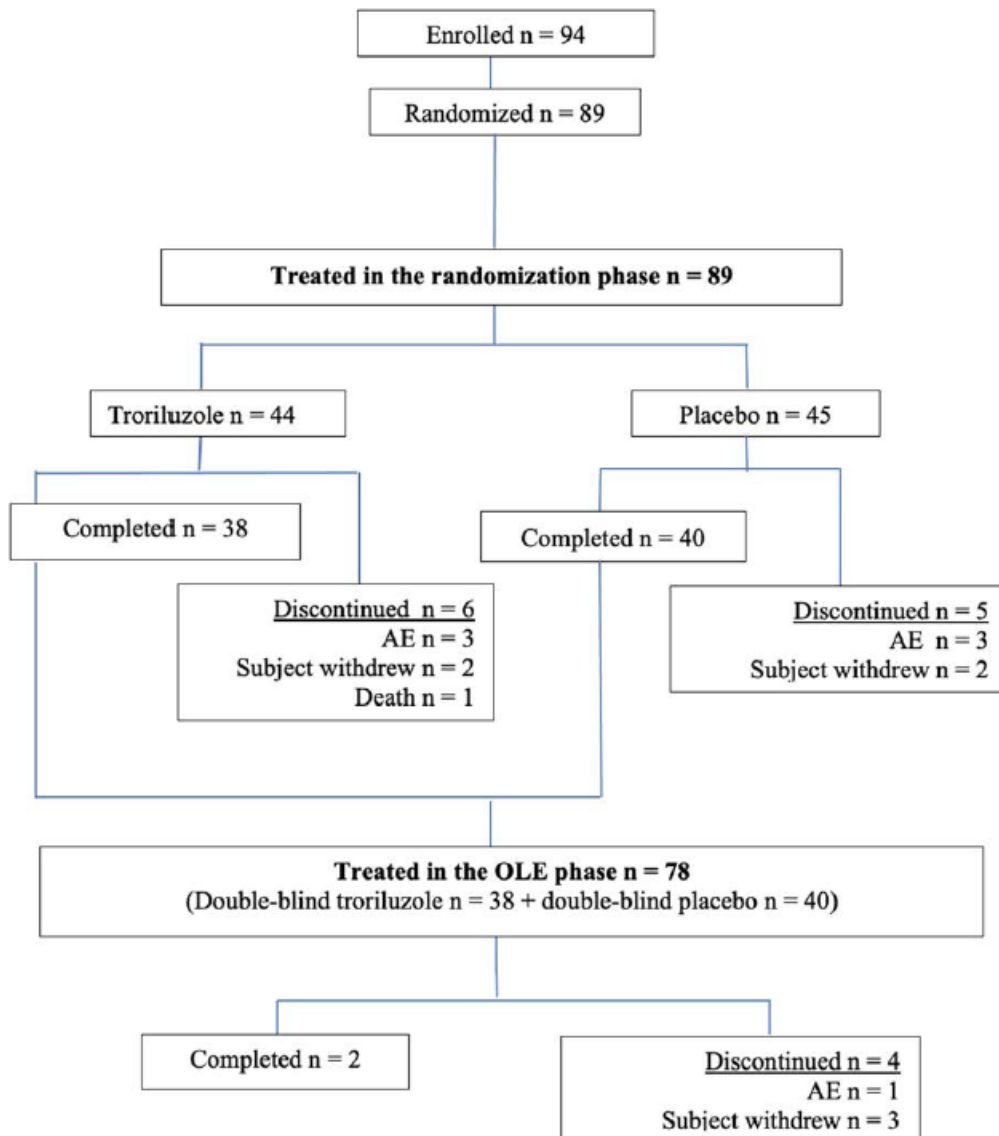 Enrolled n = 94
Randomized n = 89
Treated in the randomization phase n = 89
Troriluzole n = 44
Placebo n = 45
Completed n = 38
Completed n = 40
Discontinued n = 6
AE n = 3
Subject withdrew n = 2
Death n = 1
Discontinued n = 5
AE n = 3
Subject withdrew n = 2
Treated in the OLE phase n = 78
(Double-blind troriluzole n = 38 + double-blind placebo n = 40)
Completed n = 2
Discontinued n = 4
AE n = 1
Subject withdrew n = 3